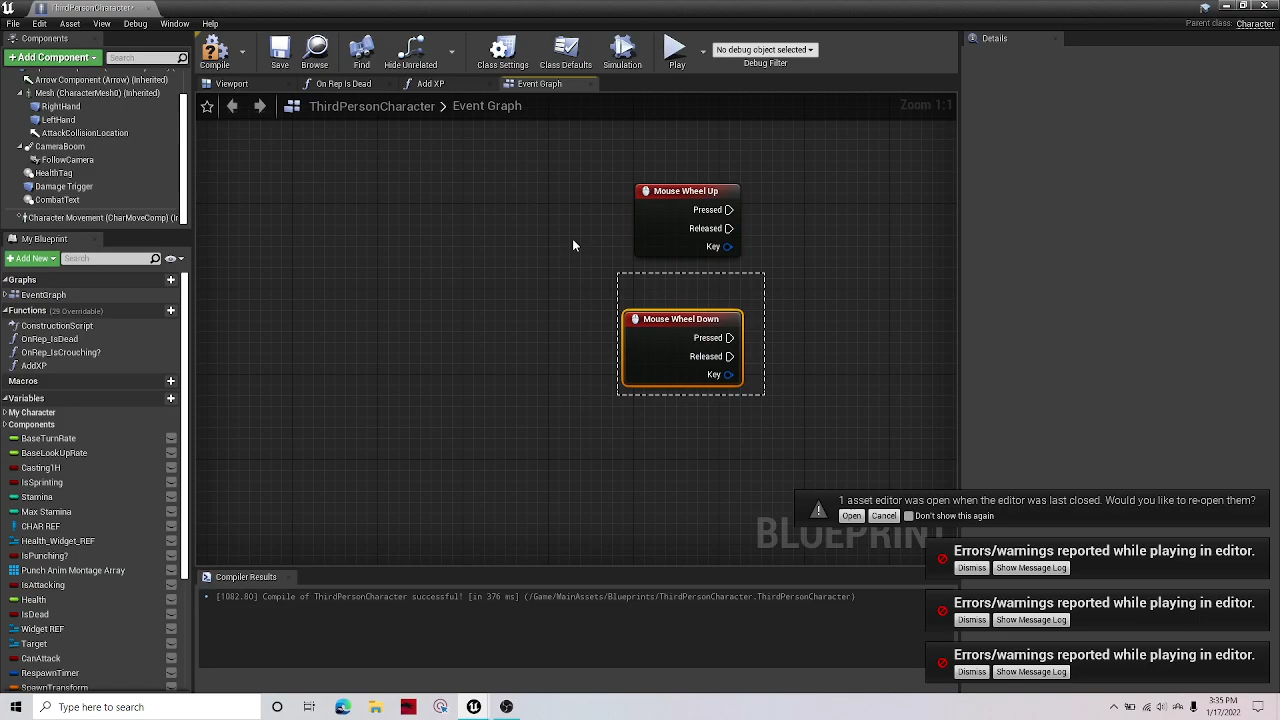 ThirdPersonCharacter*
File Edit Asset View Debug Window Help
Parent class: Character
Components
+ Add Component
Search
Arrow Component (Arrow) (Inherited)
Mesh (CharacterMesh0) (Inherited)
RightHand
LeftHand
AttackCollisionLocation
CameraBoom
FollowCamera
HealthTag
Damage Trigger
CombatText
Character Movement (CharMoveComp) (I
My Blueprint
+ Add New
Search
Graphs
EventGraph
Functions (29 Overridable)
ConstructionScript
OnRep_IsDead
OnRep_IsCrouching?
AddXP
Macros
Variables
My Character
Components
BaseTurnRate
BaseLookUpRate
Casting1H
IsSprinting
Stamina
Max Stamina
CHAR REF
Health_Widget_REF
IsPunching?
Punch Anim Montage Array
IsAttacking
Health
IsDead
Widget REF
Target
CanAttack
RespawnTimer
SpawnTransform
Compile
Save
Browse
Find
Hide Unrelated
Class Settings
Class Defaults
Simulation
Play
No debug object selected
Debug Filter
Viewport
On Rep Is Dead
Add XP
Event Graph
ThirdPersonCharacter > Event Graph
Zoom 1:1
Mouse Wheel Up
Pressed
Released
Key
Mouse Wheel Down
Pressed
Released
Key
BLUEPRINT
Compiler Results
[1082.80] Compile of ThirdPersonCharacter successful! [in 376 ms] (/Game/MainAssets/Blueprints/ThirdPersonCharacter.ThirdPersonCharacter)
Details
1 asset editor was open when the editor was last closed. Would you like to re-open them?
Open Cancel Don't show this again
Errors/warnings reported while playing in editor.
Dismiss Show Message Log
Errors/warnings reported while playing in editor.
Dismiss Show Message Log
Errors/warnings reported while playing in editor.
Dismiss Show Message Log
Type here to search
3:35 PM
1/17/2022